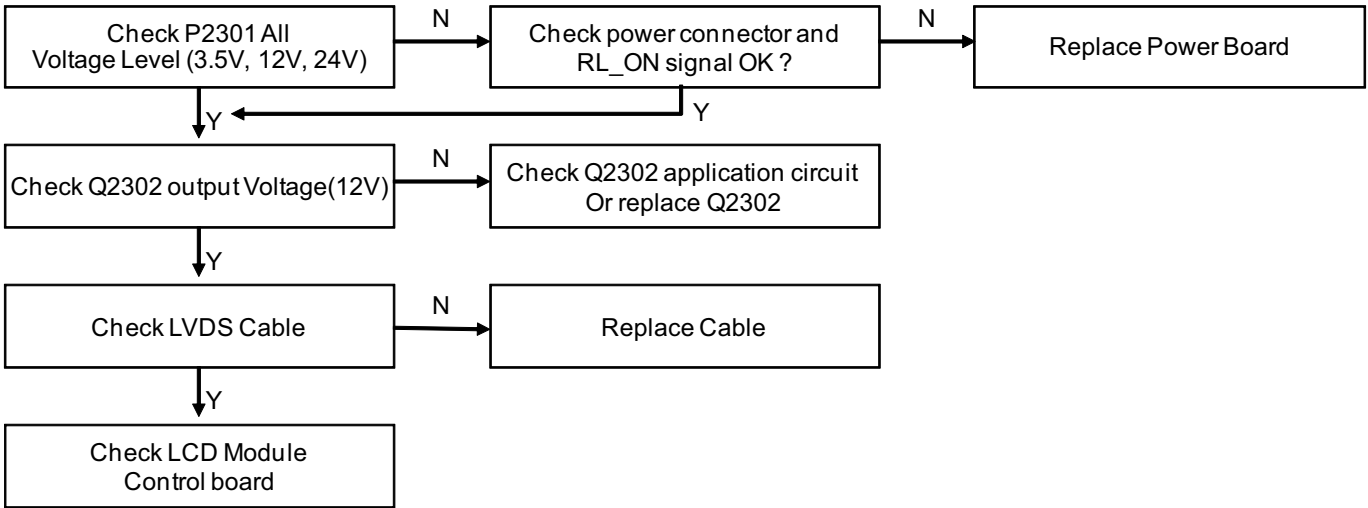 Check P2301 All
Voltage Level (3.5V, 12V, 24V)
N
Check power connector and
RL_ON signal OK ?
N
Replace Power Board
Y
Y
Check Q2302 output Voltage(12V)
N
Check Q2302 application circuit
Or replace Q2302
Y
Check LVDS Cable
N
Replace Cable
Y
Check LCD Module
Control board